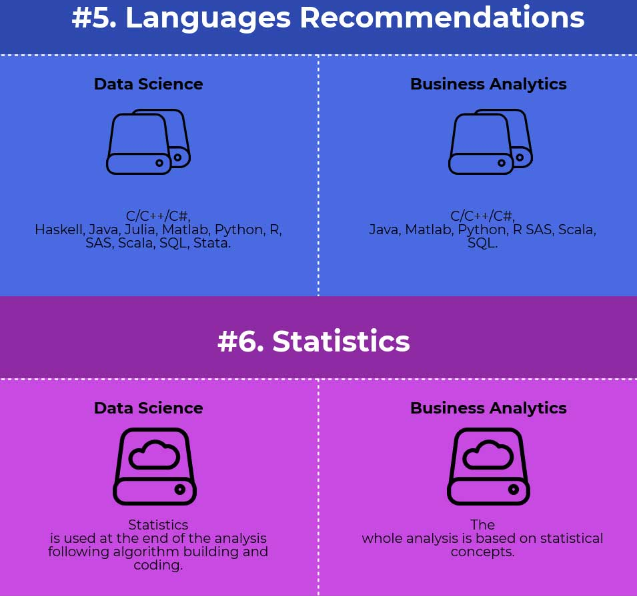 #5. Languages Recommendations
Data Science
C/C++/C#,
Haskell, Java, Julia, Matlab, Python, R,
SAS, Scala, SQL, Stata.
Business Analytics
C/C++/C#,
Java, Matlab, Python, R SAS, Scala,
SQL.
#6. Statistics
Data Science
Statistics
is used at the end of the analysis
following algorithm building and
coding.
Business Analytics
The
whole analysis is based on statistical
concepts.